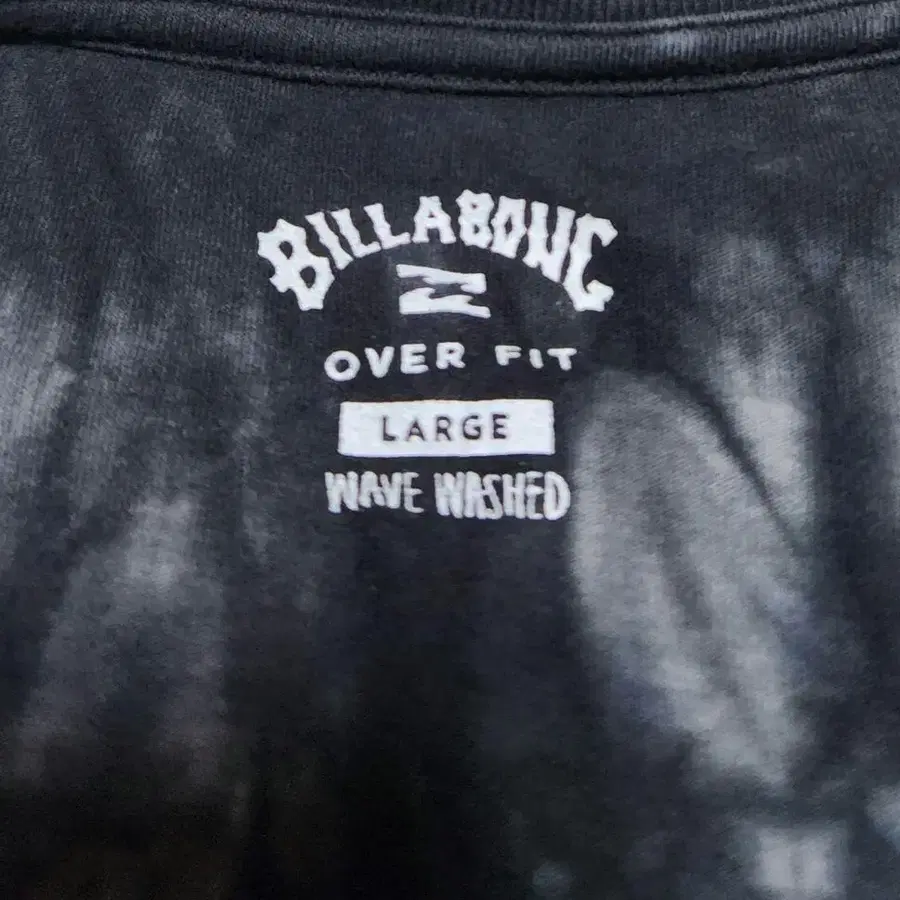 BILLABONG
OVER FIT
LARGE
WAVE WASHED